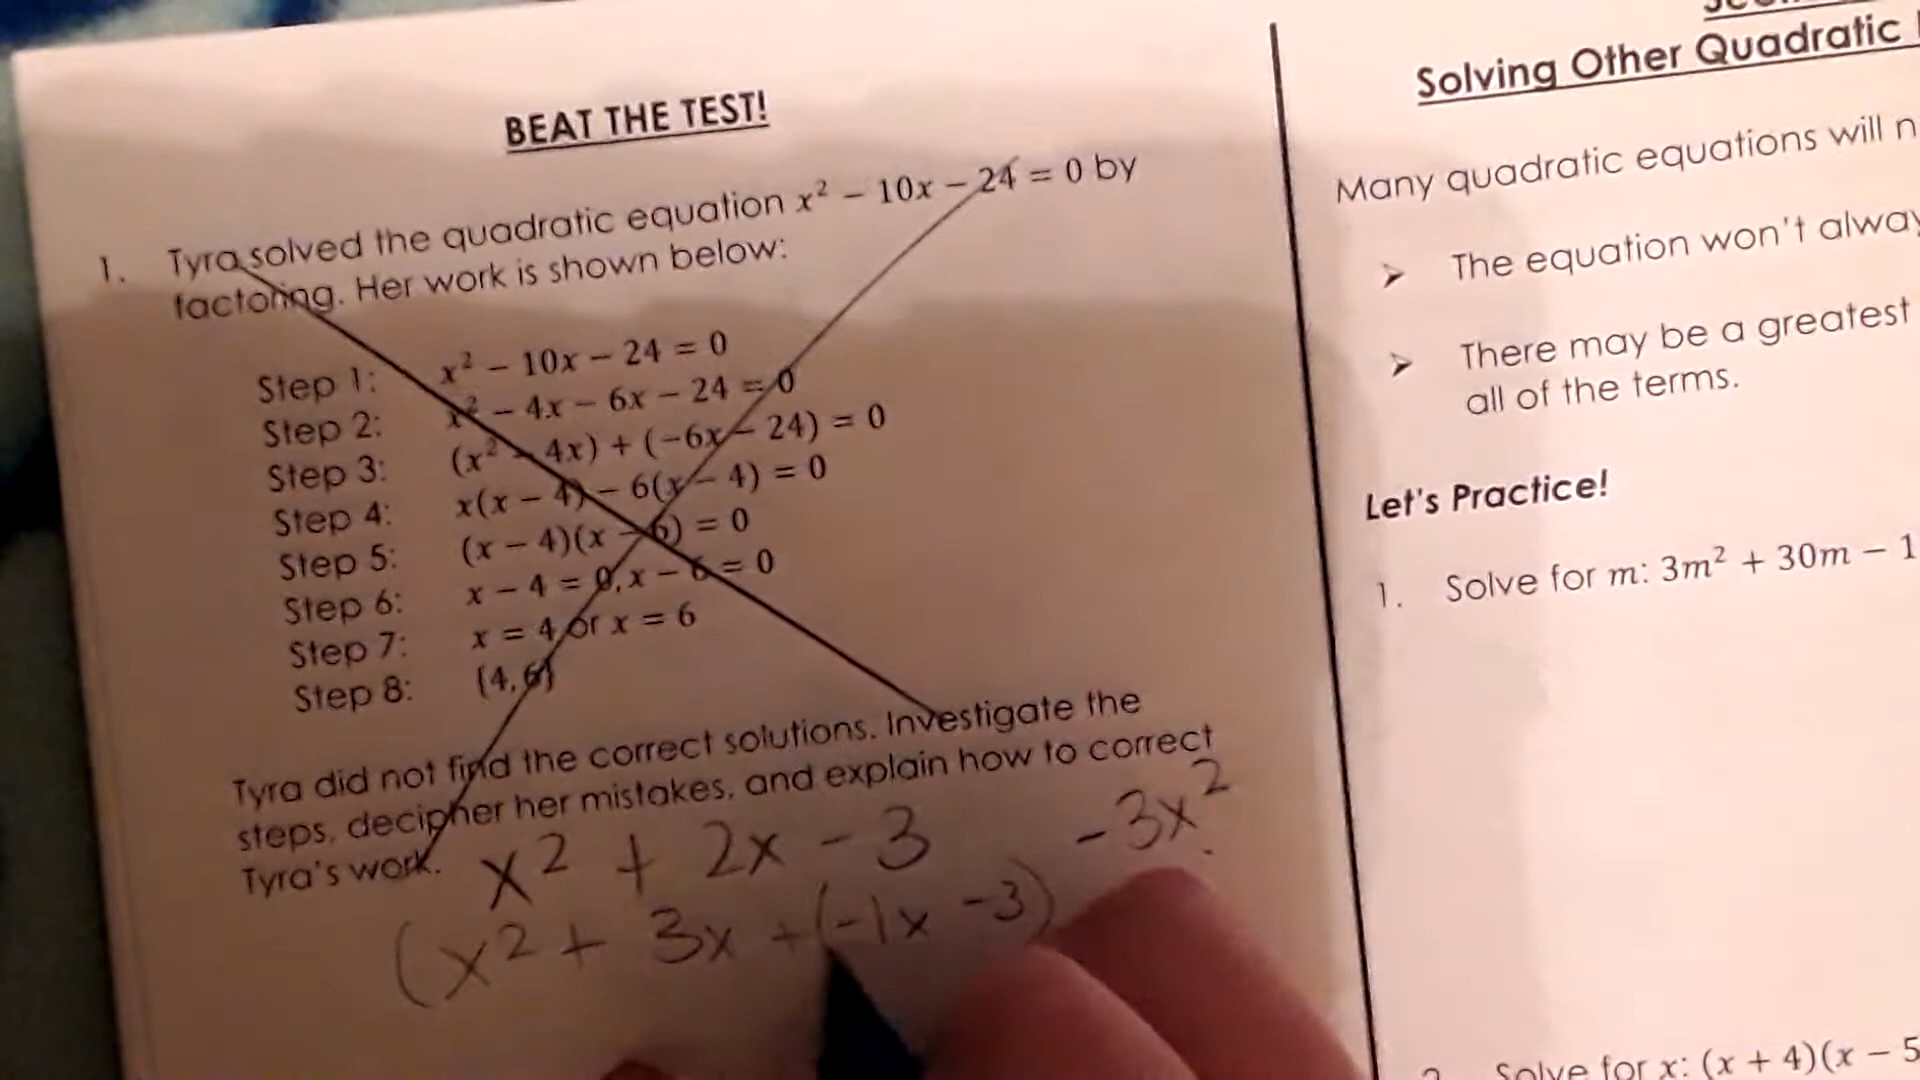 BEAT THE TEST!
1. Tyra solved the quadratic equation x² − 10x − 24 = 0 by
factoring. Her work is shown below:
Step 1: x² − 10x − 24 = 0
Step 2: x² − 4x − 6x − 24 = 0
Step 3: (x² − 4x) + (−6x − 24) = 0
Step 4: x(x − 4) − 6(x − 4) = 0
Step 5: (x − 4)(x − 6) = 0
Step 6: x − 4 = 0, x − 6 = 0
Step 7: x = 4 or x = 6
Step 8: {4, 6}
Tyra did not find the correct solutions. Investigate the
steps, decipher her mistakes, and explain how to correct
Tyra's work.
x² + 2x − 3
−3x²
(x² + 3x + (−1x −3)
Solving Other Quadratic
Many quadratic equations will
➢ The equation won't
➢ There may be a greatest
all of the terms.
Let's Practice!
1. Solve for m: 3m² + 30m − 1
Solve for x: (x + 4)(x − 5